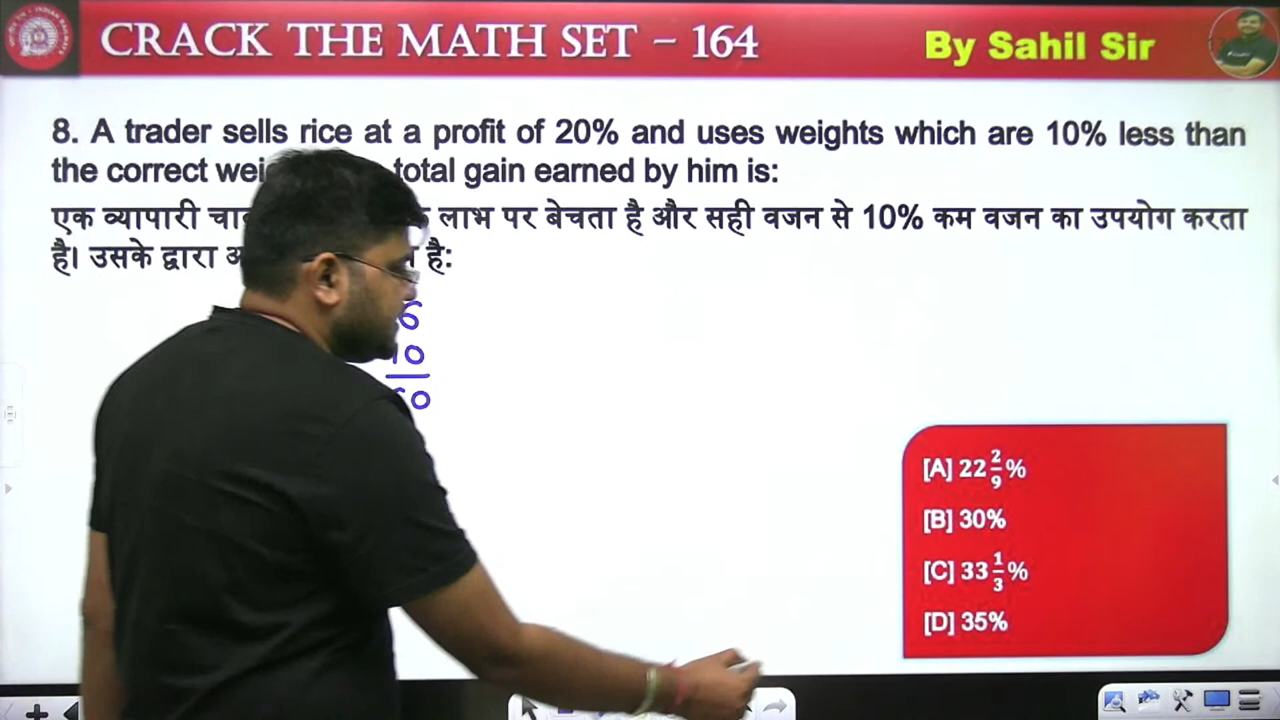 CRACK THE MATH SET – 164
By Sahil Sir
8. A trader sells rice at a profit of 20% and uses weights which are 10% less than
the correct total gain earned by him is:
एक व्यापारी लाभ पर बेचता है और सही वजन से 10% कम वजन का उपयोग करता
है। उसके द्वारा है:
[A] 22 2/9 %
[B] 30%
[C] 33 1/3 %
[D] 35%